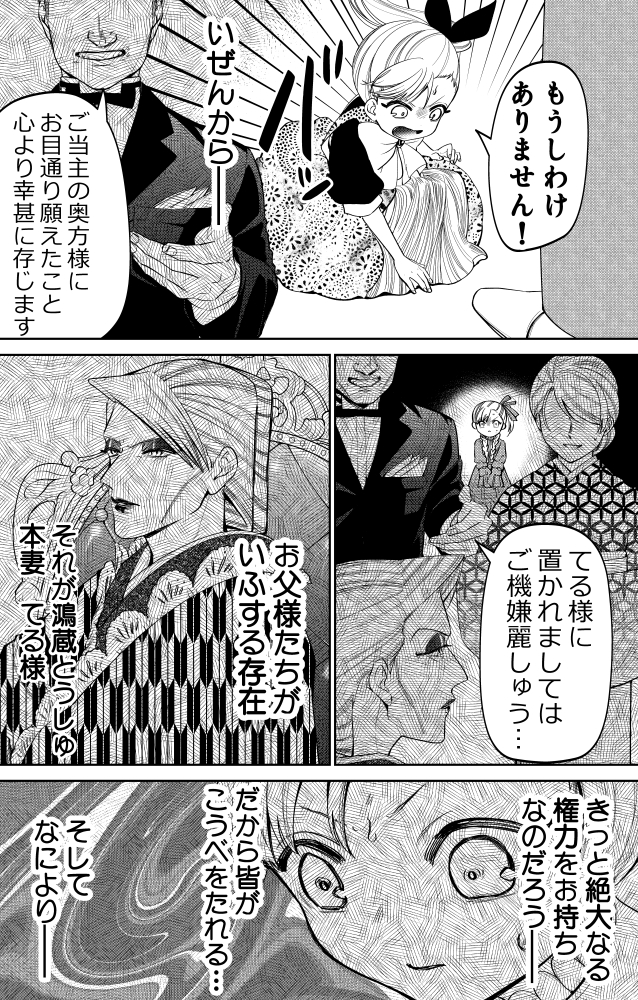 もうしわけ
ありません！
いぜんから――
ご当主の奥方様に
お目通り願えたこと
心より幸甚に存じます
てる様に
置かれましては
ご機嫌麗しゅう…
お父様たちが
いふする存在
それが鴻蔵とうしゅ
本妻 てる様
きっと絶大なる
権力をお持ち
なのだろう――
だから皆が
こうべをたれる…
そして
なにより――